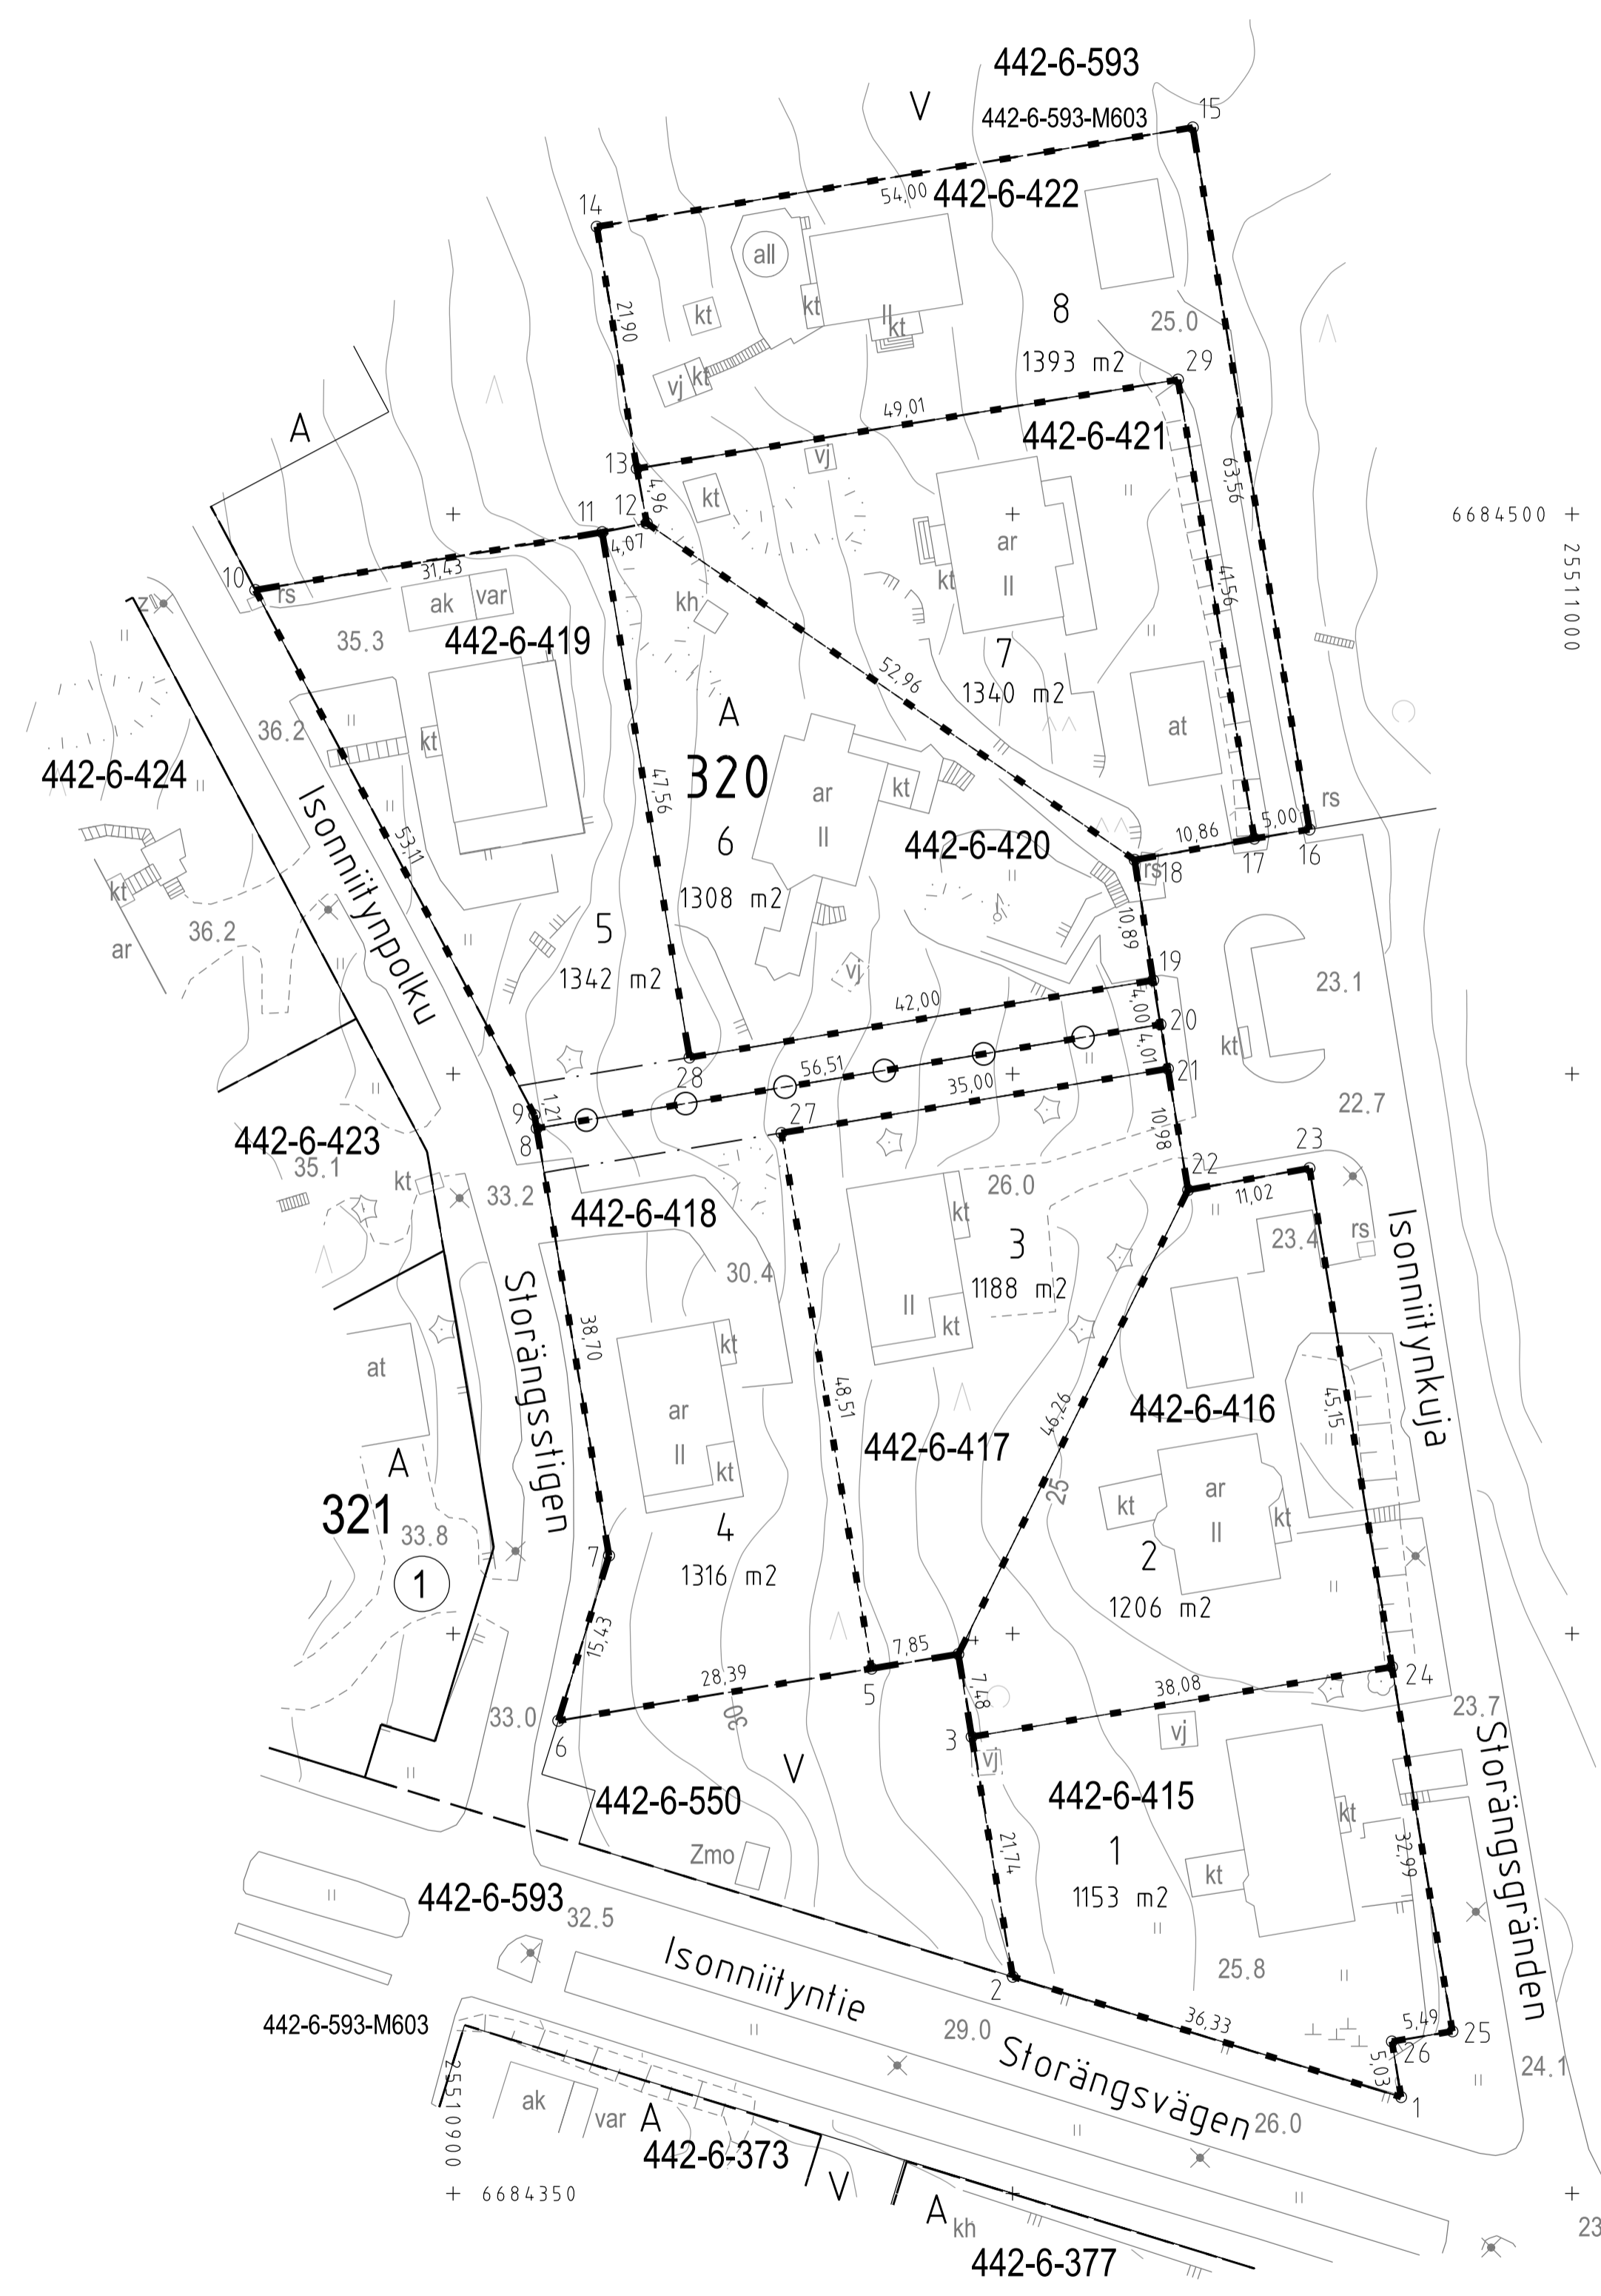 442-6-593
V
442-6-593-M603
15
54,00
442-6-422
14
all
kt
kt
II
kt
8
25.0
21,90
1393 m2
29
vj
kt
49,01
442-6-421
A
13
vj
63,56
4,96
kt
12
11
6684500
2551000
4,07
ar
II
kt
31,43
10
rs
ak
var
kh
41,56
z
35.3
442-6-419
7
1340 m2
52,96
36.2
A
at
kt
442-6-424
320
47,56
ar
II
kt
Isonniitynpolku
53,11
6
442-6-420
rs
10,86
5,00
17
16
rs
18
1308 m2
kt
ar
36.2
5
1342 m2
10,89
vj
19
23.1
42,00
4,00
20
kt
56,51
4,01
28
35,00
21
22.7
9
1,21
27
8
10,98
23
442-6-423
35.1
kt
33.2
22
11,02
26.0
442-6-418
kt
3
1188 m2
23.4
rs
30.4
Isonniitynkuja
Storängsstigen
II
kt
38,70
kt
at
48,51
45,15
ar
II
kt
46,26
442-6-416
442-6-417
A
321
33.8
25
kt
ar
II
kt
4
1316 m2
7
2
1
1206 m2
15,43
7,85
4
28,39
5
7,48
38,08
24
33.0
6
30
3
vj
vj
23.7
V
442-6-550
442-6-415
Storängsgränden
1
kt
Zmo
21,74
kt
32,99
1153 m2
442-6-593
32.5
Isonniityntie
25.8
2
36,33
29.0
442-6-593-M603
5,49
25
26
5,03
1
Storängsvägen
26.0
24.1
25510900
ak
var
A
442-6-373
V
6684350
A
kh
442-6-377
23